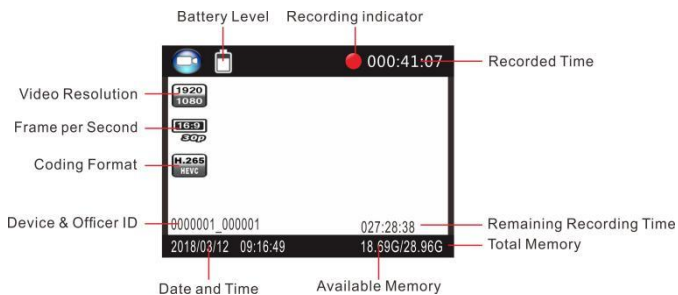 Battery Level Recording indicator
000:41:07 Recorded Time
Video Resolution 1920
1080
Frame per Second 16:9
30p
Coding Format H.265
HEVC
Device & Officer ID 0000001_000001 027:28:38 Remaining Recording Time
2018/03/12 09:16:49 18.69G/28.96G Total Memory
Date and Time Available Memory